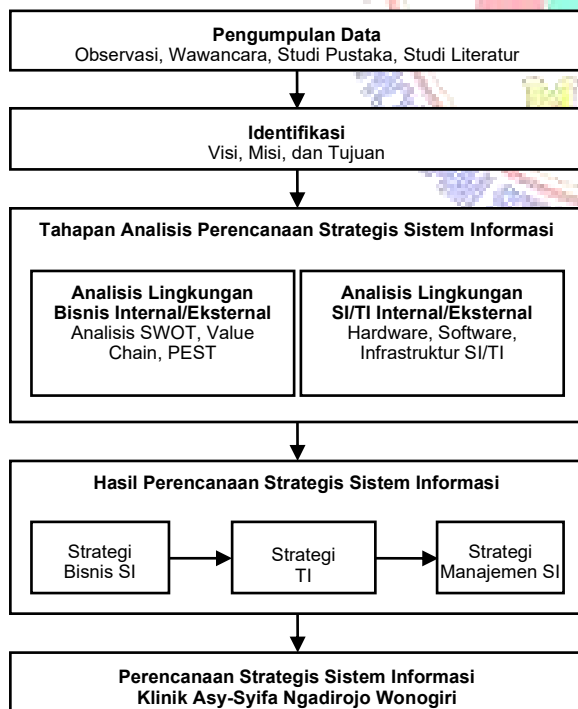 Pengumpulan Data
Observasi, Wawancara, Studi Pustaka, Studi Literatur
Identifikasi
Visi, Misi, dan Tujuan
Tahapan Analisis Perencanaan Strategis Sistem Informasi
Analisis Lingkungan
Bisnis Internal/Eksternal
Analisis SWOT, Value
Chain, PEST
Analisis Lingkungan
SI/TI Internal/Eksternal
Hardware, Software,
Infrastruktur SI/TI
Hasil Perencanaan Strategis Sistem Informasi
Strategi
Bisnis SI
Strategi
TI
Strategi
Manajemen SI
Perencanaan Strategis Sistem Informasi
Klinik Asy-Syifa Ngadirojo Wonogiri